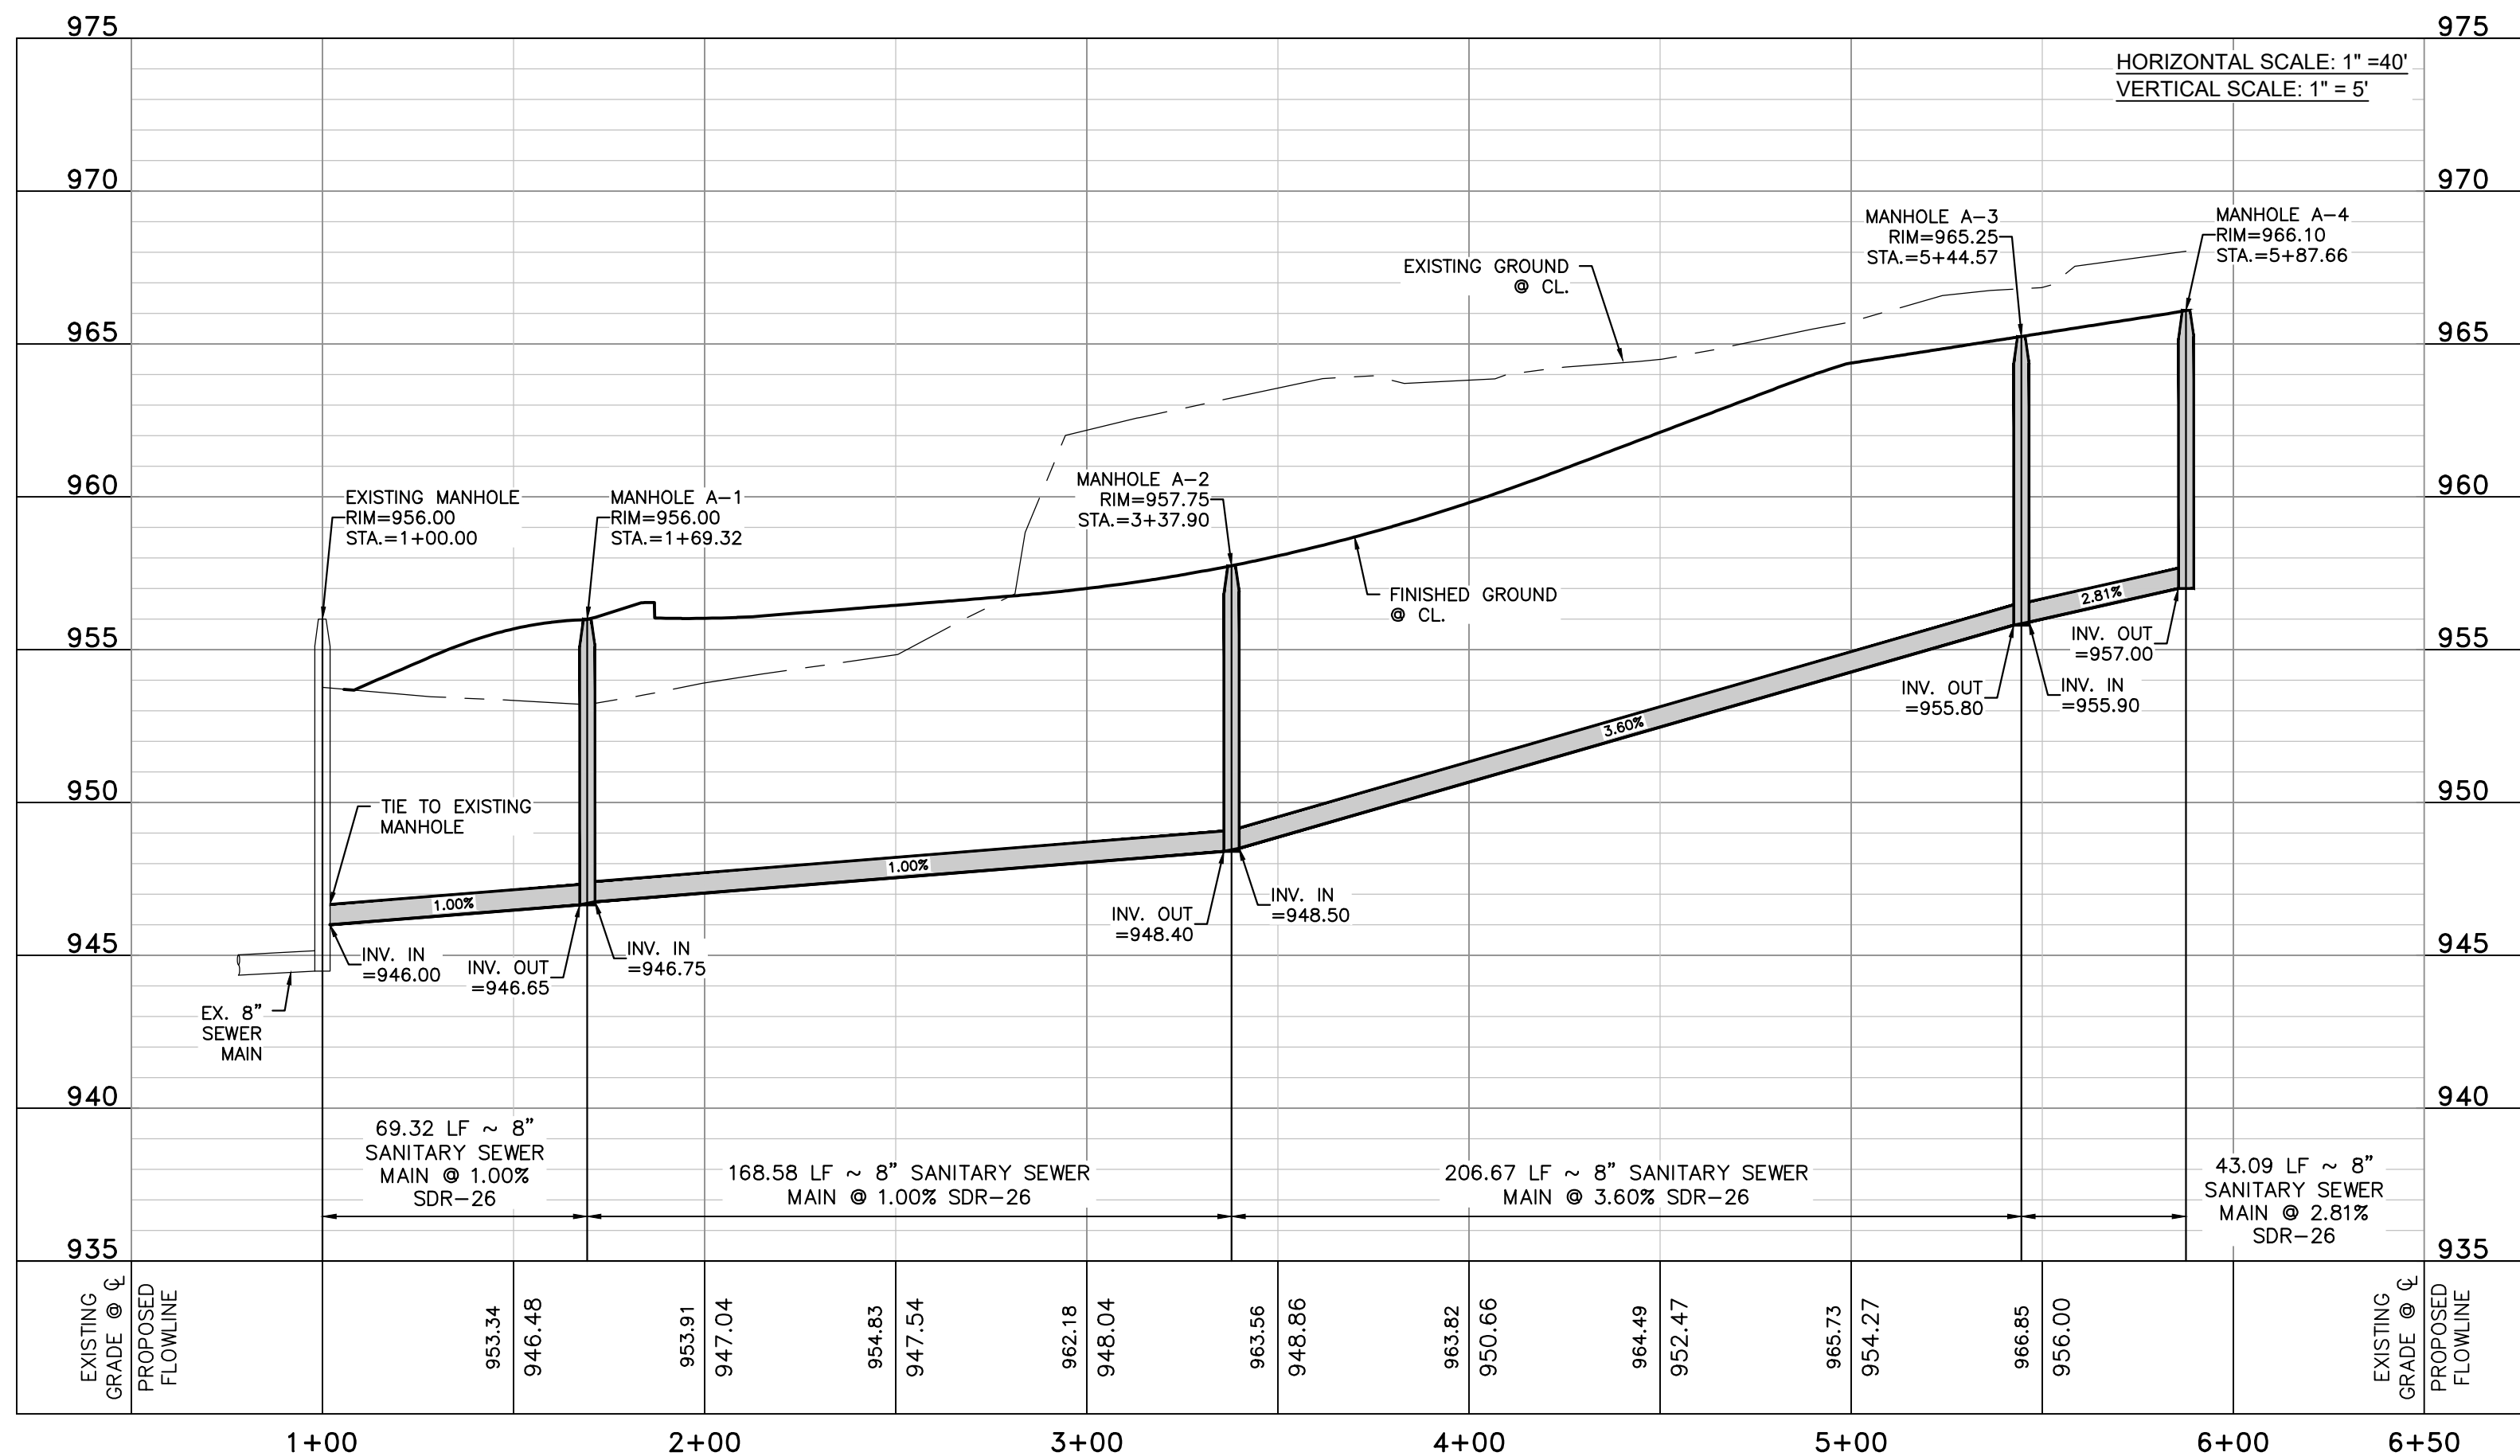 975
975
HORIZONTAL SCALE: 1" =40'
VERTICAL SCALE: 1" = 5'
970
970
MANHOLE A-3
RIM=965.25
STA.=5+44.57
MANHOLE A-4
RIM=966.10
STA.=5+87.66
EXISTING GROUND
@ CL.
965
965
MANHOLE A-2
RIM=957.75
STA.=3+37.90
960
960
EXISTING MANHOLE
RIM=956.00
STA.=1+00.00
MANHOLE A-1
RIM=956.00
STA.=1+69.32
FINISHED GROUND
@ CL.
2.81%
955
955
INV. OUT
=957.00
INV. OUT
=955.80
INV. IN
=955.90
3.60%
950
950
TIE TO EXISTING
MANHOLE
1.00%
1.00%
INV. IN
=948.50
INV. OUT
=948.40
945
945
INV. IN
=946.00
INV. OUT
=946.65
INV. IN
=946.75
EX. 8"
SEWER
MAIN
940
940
69.32 LF ~ 8"
SANITARY SEWER
MAIN @ 1.00%
SDR-26
168.58 LF ~ 8" SANITARY SEWER
MAIN @ 1.00% SDR-26
206.67 LF ~ 8" SANITARY SEWER
MAIN @ 3.60% SDR-26
43.09 LF ~ 8"
SANITARY SEWER
MAIN @ 2.81%
SDR-26
935
935
EXISTING
GRADE @ ℄
PROPOSED
FLOWLINE
953.34
946.48
953.91
947.04
954.83
947.54
962.18
948.04
963.56
948.86
963.82
950.66
964.49
952.47
965.73
954.27
966.85
956.00
EXISTING
GRADE @ ℄
PROPOSED
FLOWLINE
1+00
2+00
3+00
4+00
5+00
6+00
6+50